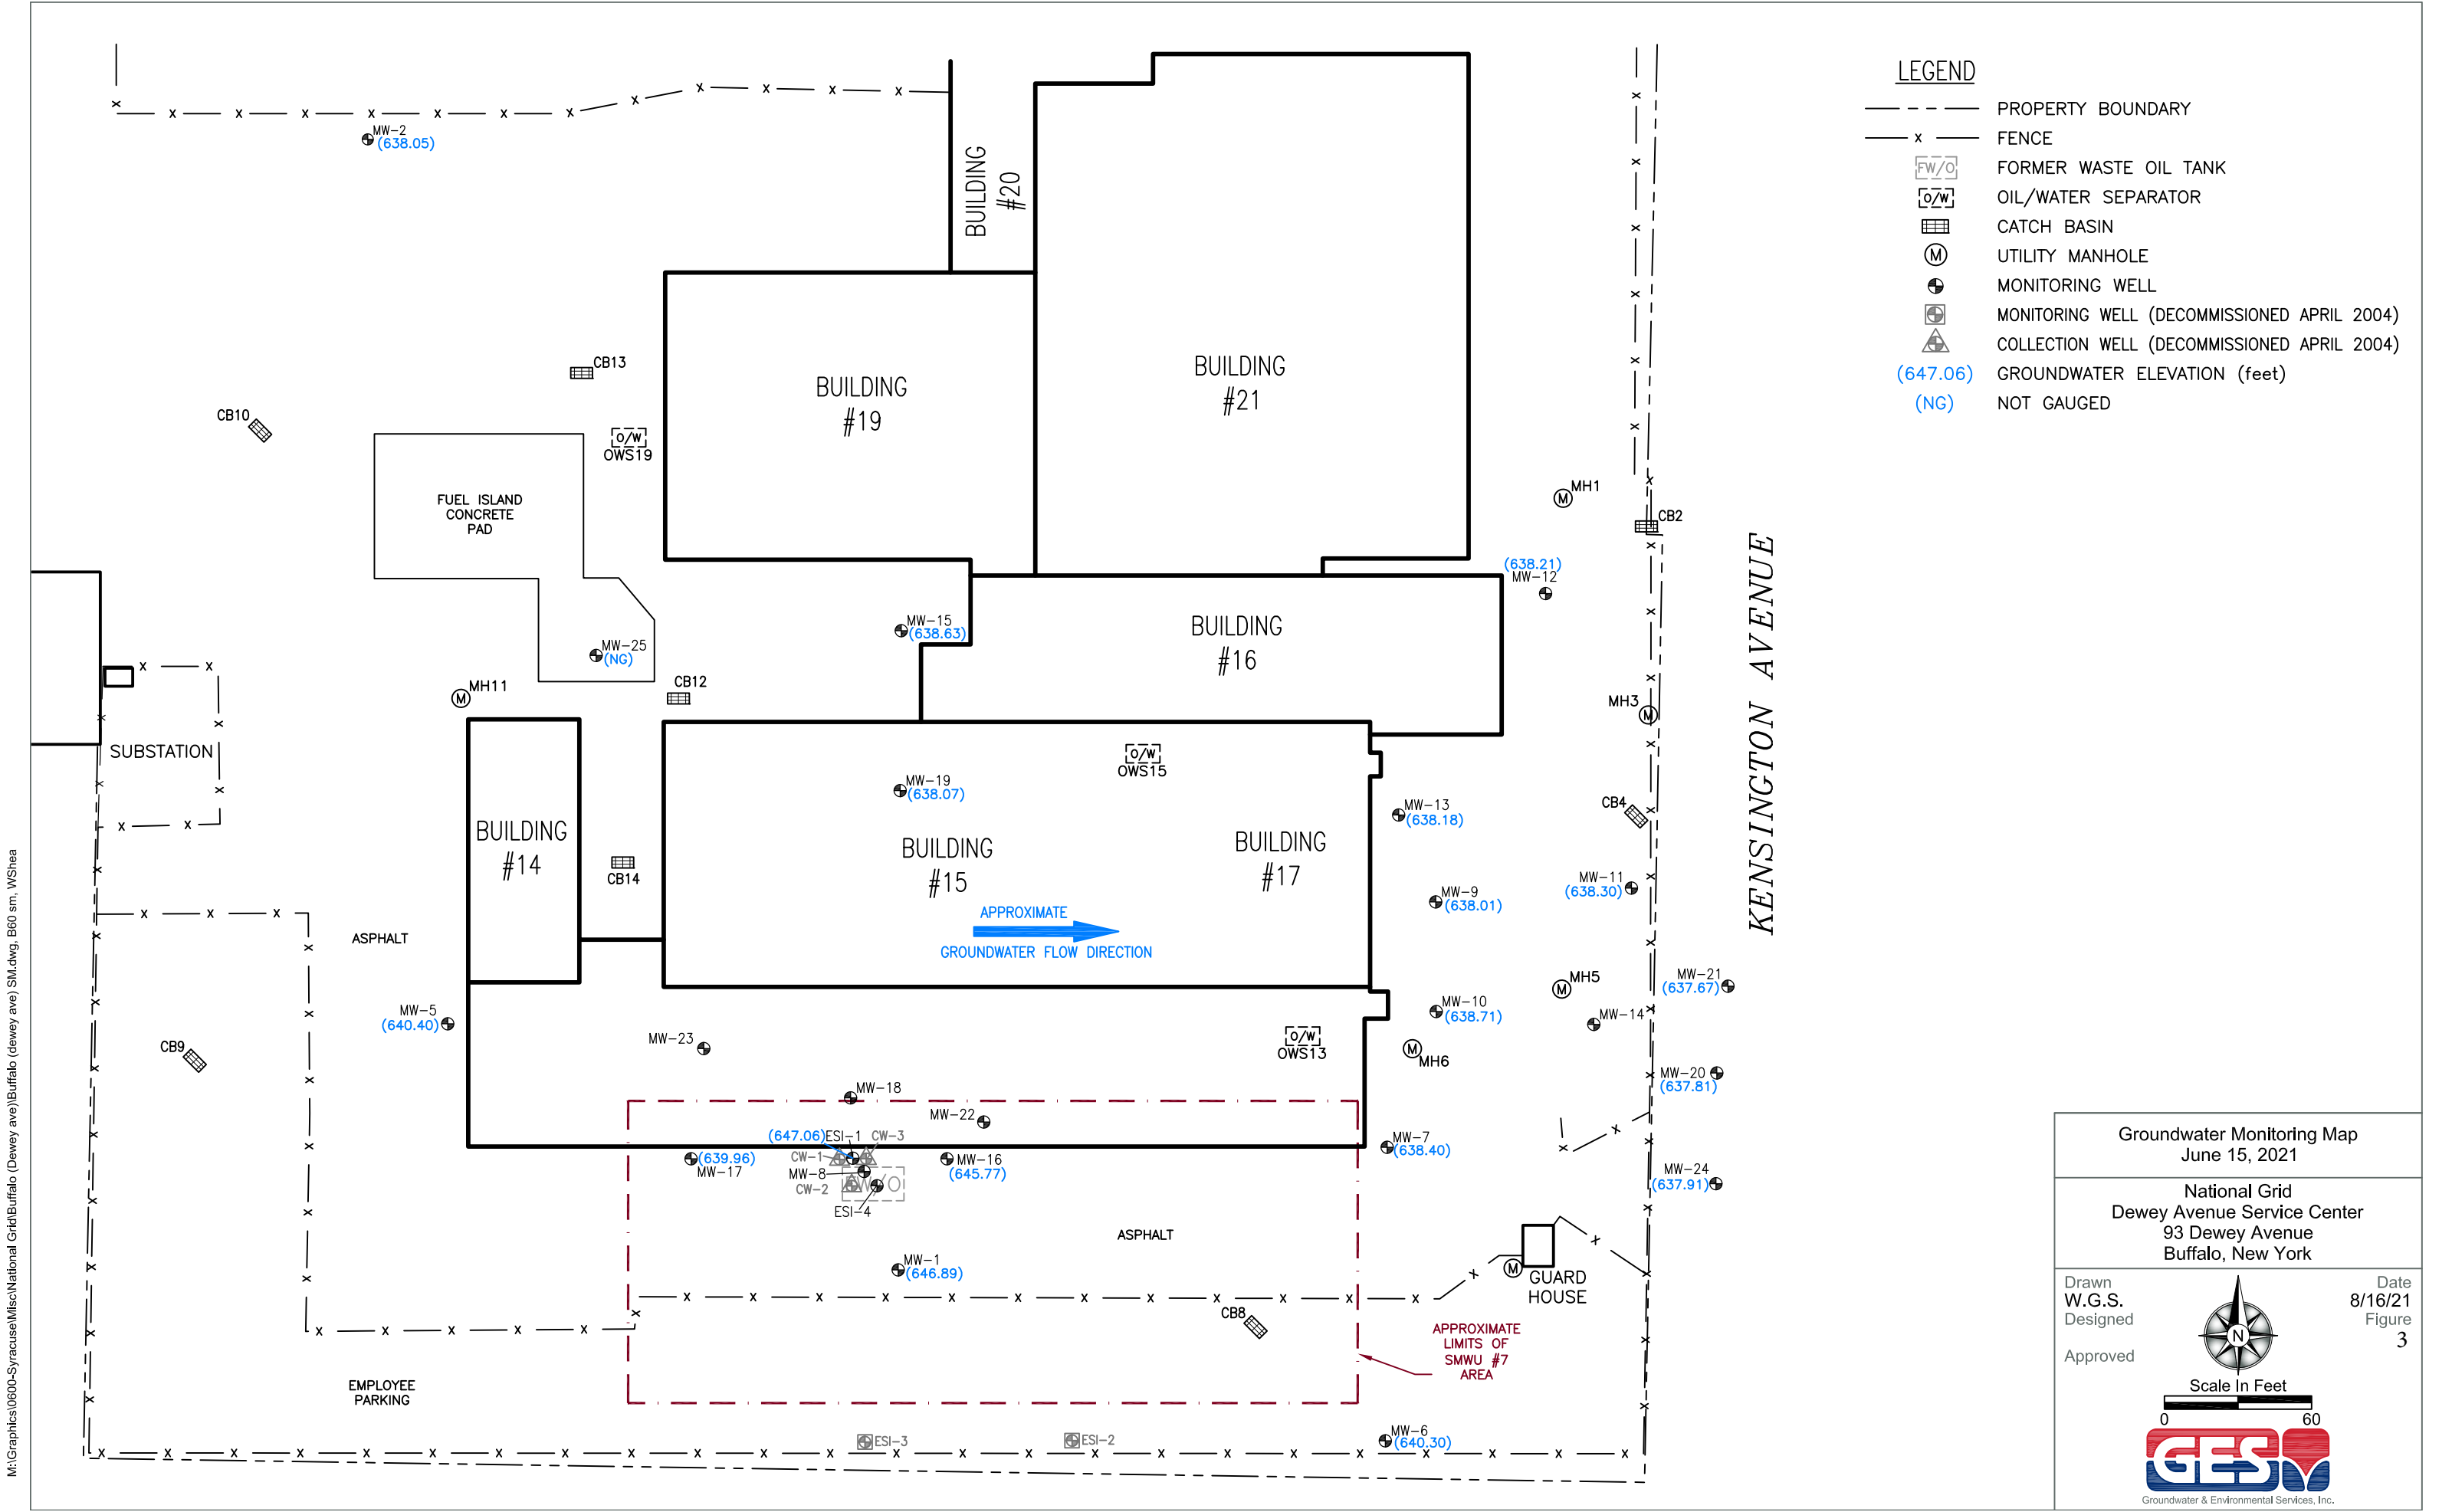 LEGEND
PROPERTY BOUNDARY
x FENCE
FW/O FORMER WASTE OIL TANK
O/W OIL/WATER SEPARATOR
CATCH BASIN
M UTILITY MANHOLE
MONITORING WELL
MONITORING WELL (DECOMMISSIONED APRIL 2004)
COLLECTION WELL (DECOMMISSIONED APRIL 2004)
(647.06) GROUNDWATER ELEVATION (feet)
(NG) NOT GAUGED
MW-2
(638.05)
BUILDING
#20
BUILDING
#19
BUILDING
#21
CB13
CB10
O/W
OWS19
FUEL ISLAND
CONCRETE
PAD
M MH1
CB2
(638.21)
MW-12
MW-15
(638.63)
BUILDING
#16
MW-25
(NG)
CB12
M MH11
MH3
M
KENSINGTON AVENUE
SUBSTATION
O/W
OWS15
MW-19
(638.07)
MW-13
(638.18)
CB4
BUILDING
#14
CB14
BUILDING
#15
BUILDING
#17
MW-11
(638.30)
MW-9
(638.01)
APPROXIMATE
GROUNDWATER FLOW DIRECTION
ASPHALT
MW-21
(637.67)
M MH5
MW-10
(638.71)
MW-14
MW-5
(640.40)
MW-23
O/W
OWS13
M
MH6
CB9
MW-20
(637.81)
MW-18
MW-22
(647.06) ESI-1 CW-3
MW-7
(638.40)
CW-1
(639.96)
MW-17
MW-8
MW-16
(645.77)
CW-2
FW/O
ESI-4
MW-24
(637.91)
ASPHALT
MW-1
(646.89)
M
GUARD
HOUSE
CB8
APPROXIMATE
LIMITS OF
SMWU #7
AREA
EMPLOYEE
PARKING
ESI-3
ESI-2
MW-6
(640.30)
Groundwater Monitoring Map
June 15, 2021
National Grid
Dewey Avenue Service Center
93 Dewey Avenue
Buffalo, New York
Drawn
W.G.S.
Designed
Approved
N
Date
8/16/21
Figure
3
Scale In Feet
0 60
GES
Groundwater & Environmental Services, Inc.
M:\Graphics\0600-Syracuse\Misc\National Grid\Buffalo (Dewey ave)\Buffalo (dewey ave) SM.dwg, B60 sm, WShea